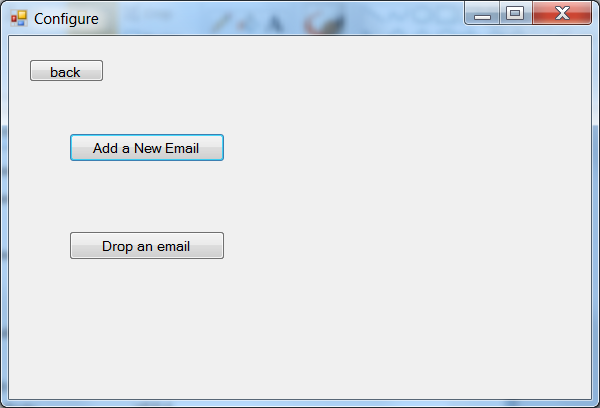 Configure
back
Add a New Email
Drop an email